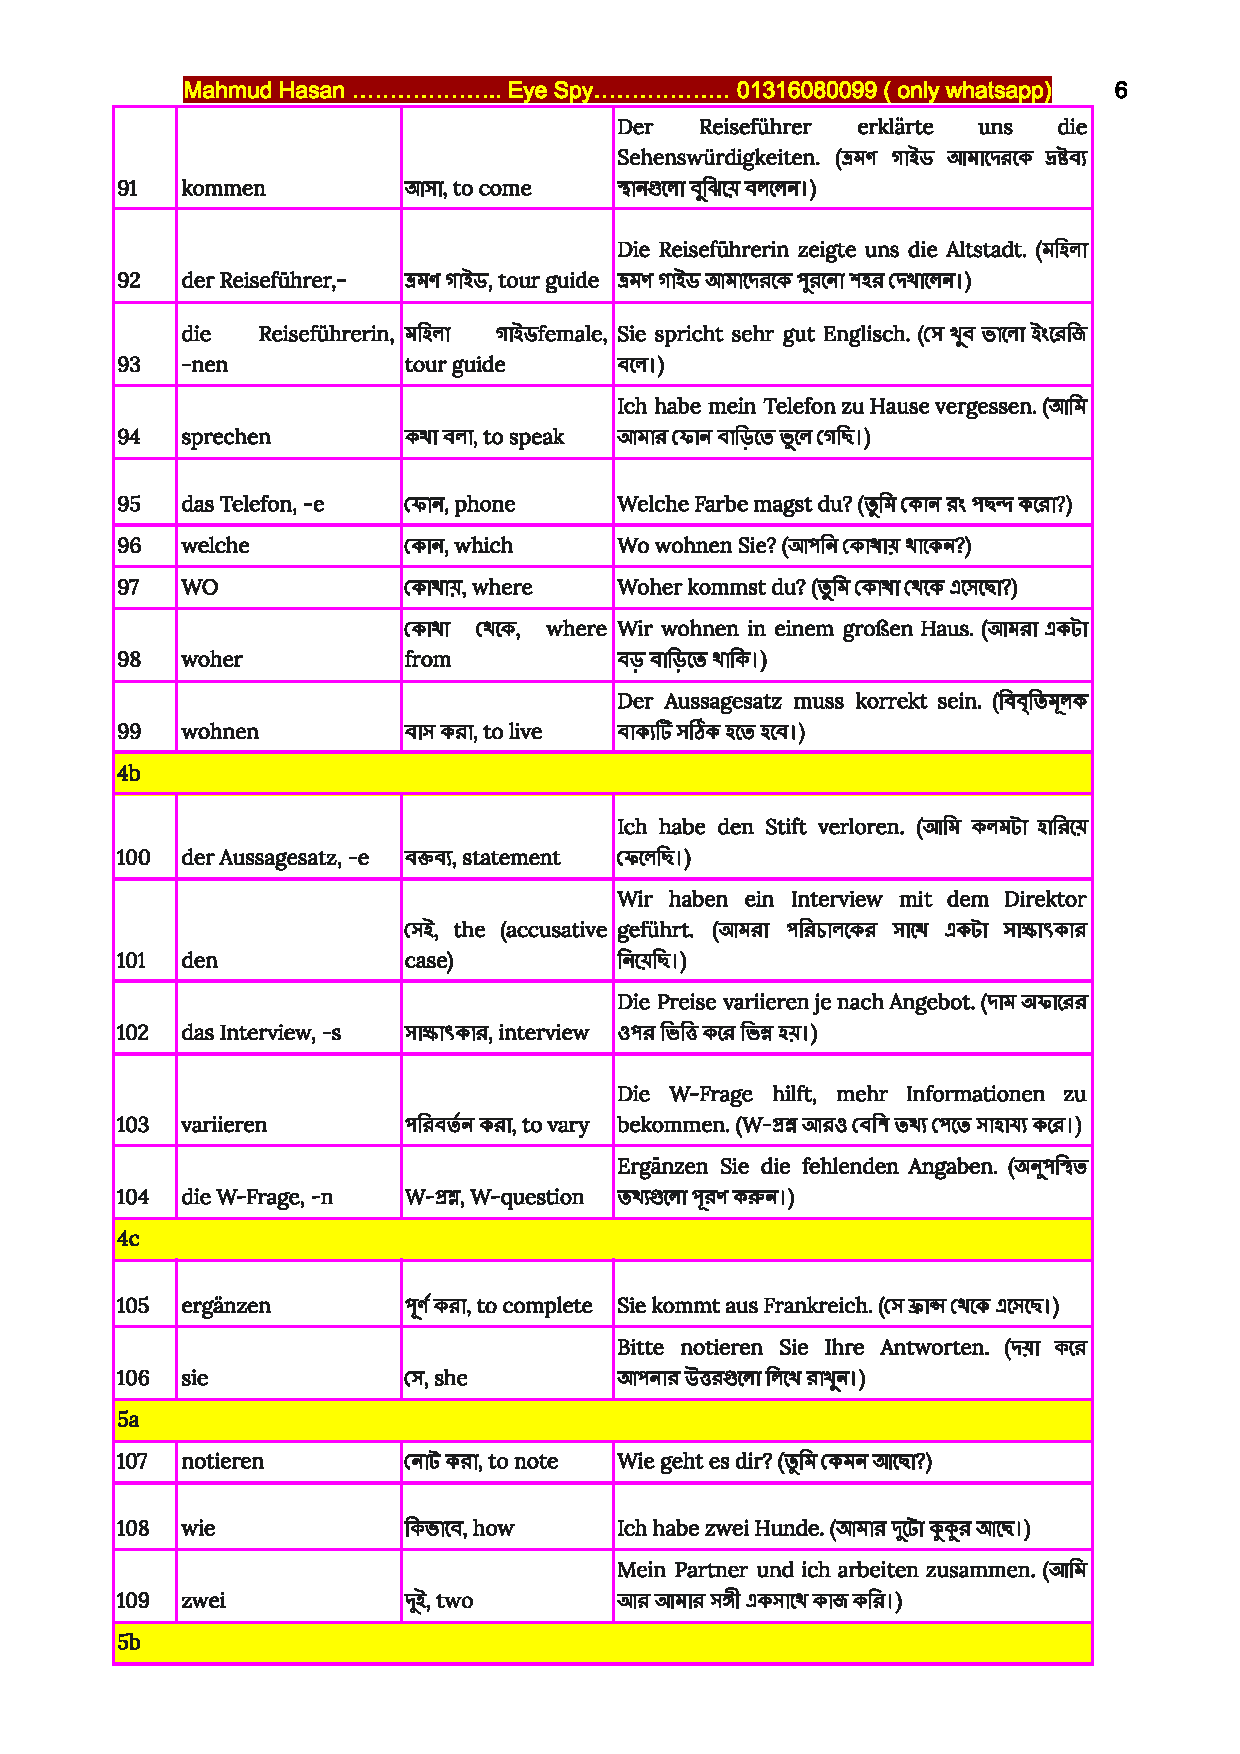 Mahmud Hasan ……………….. Eye Spy……………… 01316080099 ( only whatsapp) 6
Der Reiseführer erklärte uns die
Sehenswürdigkeiten. (ভ্রমণ গাইড আমাদেরকে দ্রষ্টব্য
91 kommen আসা, to come স্থানগুলো বুঝিয়ে বললেন।)
Die Reiseführerin zeigte uns die Altstadt. (মহিলা
92 der Reiseführer,- ভ্রমণ গাইড, tour guide ভ্রমণ গাইড আমাদেরকে পুরনো শহর দেখালেন।)
die Reiseführerin, মহিলা গাইডfemale, Sie spricht sehr gut Englisch. (সে খুব ভালো ইংরেজি
93 -nen tour guide বলে।)
Ich habe mein Telefon zu Hause vergessen. (আমি
94 sprechen কথা বলা, to speak আমার ফোন বাড়িতে ভুলে গেছি।)
95 das Telefon, -e ফোন, phone Welche Farbe magst du? (তুমি কোন রং পছন্দ করো?)
96 welche কোন, which Wo wohnen Sie? (আপনি কোথায় থাকেন?)
97 WO কোথায়, where Woher kommst du? (তুমি কোথা থেকে এসেছো?)
কোথা থেকে, where Wir wohnen in einem großen Haus. (আমরা একটা
98 woher from বড় বাড়িতে থাকি।)
Der Aussagesatz muss korrekt sein. (বিবৃতিমূলক
99 wohnen বাস করা, to live বাক্যটি সঠিক হতে হবে।)
4b
Ich habe den Stift verloren. (আমি কলমটা হারিয়ে
100 der Aussagesatz, -e বক্তব্য, statement ফেলেছি।)
Wir haben ein Interview mit dem Direktor
সেই, the (accusative geführt. (আমরা পরিচালকের সাথে একটা সাক্ষাৎকার
101 den case) নিয়েছি।)
Die Preise variieren je nach Angebot. (দাম অফারের
102 das Interview, -s সাক্ষাৎকার, interview ওপর ভিত্তি করে ভিন্ন হয়।)
Die W-Frage hilft, mehr Informationen zu
103 variieren পরিবর্তন করা, to vary bekommen. (W-প্রশ্ন আরও বেশি তথ্য পেতে সাহায্য করে।)
Ergänzen Sie die fehlenden Angaben. (অনুপস্থিত
104 die W-Frage, -n W-প্রশ্ন, W-question তথ্যগুলো পূরণ করুন।)
4c
105 ergänzen পূর্ণ করা, to complete Sie kommt aus Frankreich. (সে ফ্রান্স থেকে এসেছে।)
Bitte notieren Sie Ihre Antworten. (দয়া করে
106 sie সে, she আপনার উত্তরগুলো লিখে রাখুন।)
5a
107 notieren নোট করা, to note Wie geht es dir? (তুমি কেমন আছো?)
108 wie কিভাবে, how Ich habe zwei Hunde. (আমার দুটো কুকুর আছে।)
Mein Partner und ich arbeiten zusammen. (আমি
109 zwei দুই, two আর আমার সঙ্গী একসাথে কাজ করি।)
5b